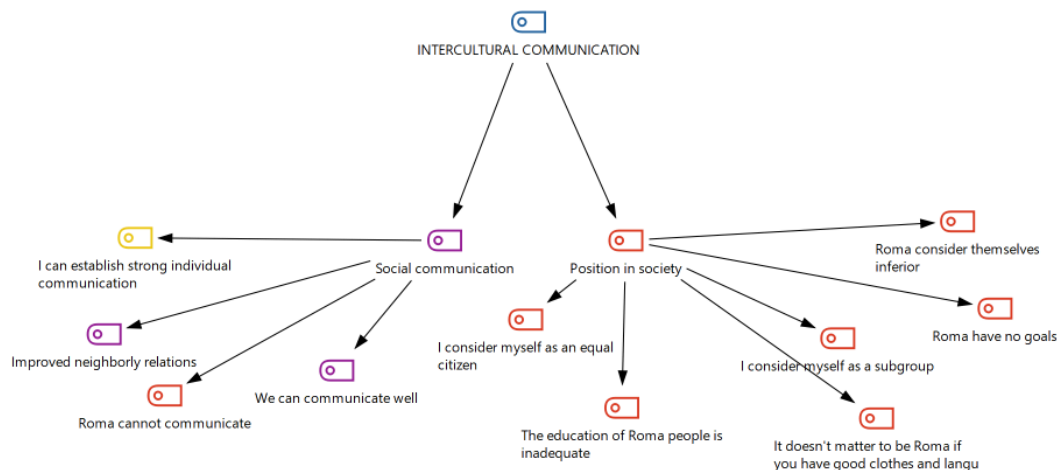 INTERCULTURAL COMMUNICATION
I can establish strong individual
communication
Social communication
Position in society
Roma consider themselves
inferior
Improved neighborly relations
Roma cannot communicate
We can communicate well
I consider myself as an equal
citizen
The education of Roma people is
inadequate
I consider myself as a subgroup
Roma have no goals
It doesn't matter to be Roma if
you have good clothes and langu